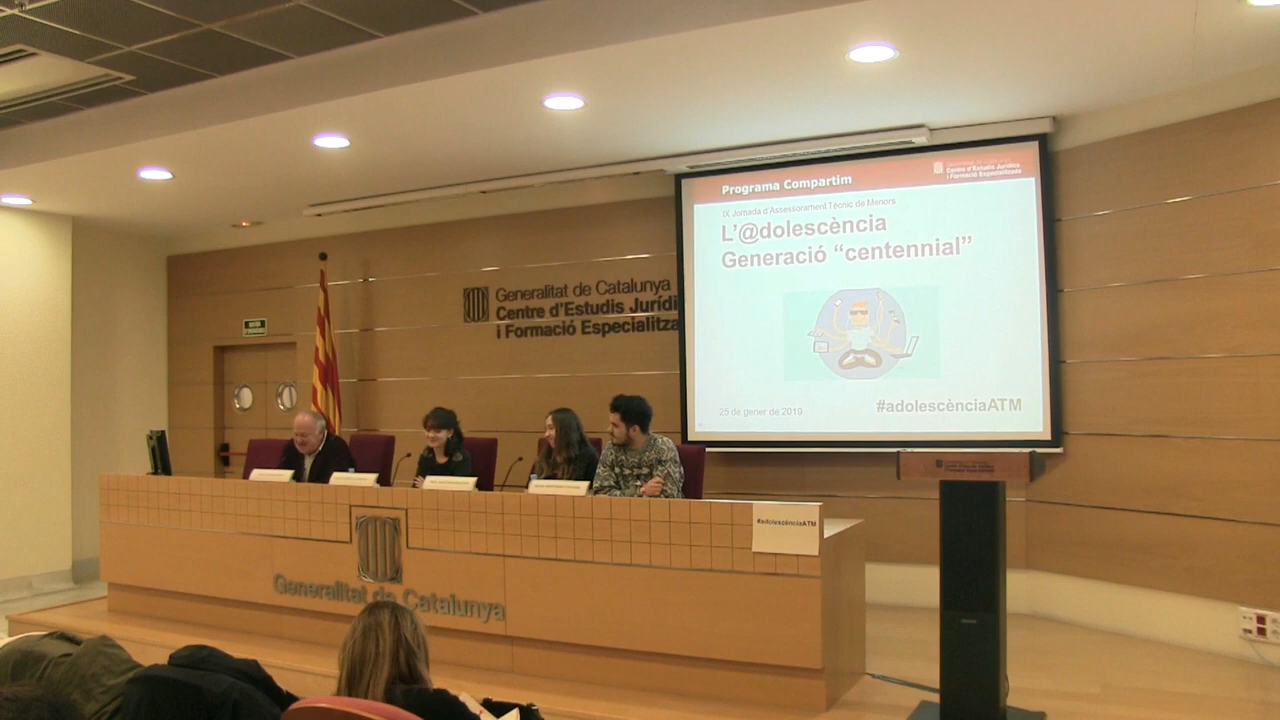 Programa Compartim
Centre d'Estudis Jurídics
i Formació Especialitzada
IX Jornada d'Assessorament Tècnic de Menors
L'@dolescència
Generació "centennial"
25 de gener de 2019
#adolescènciaATM
Generalitat de Catalunya
Centre d'Estudis Jurídi
i Formació Especialitza
#adolescènciaATM
Generalitat de Catalunya